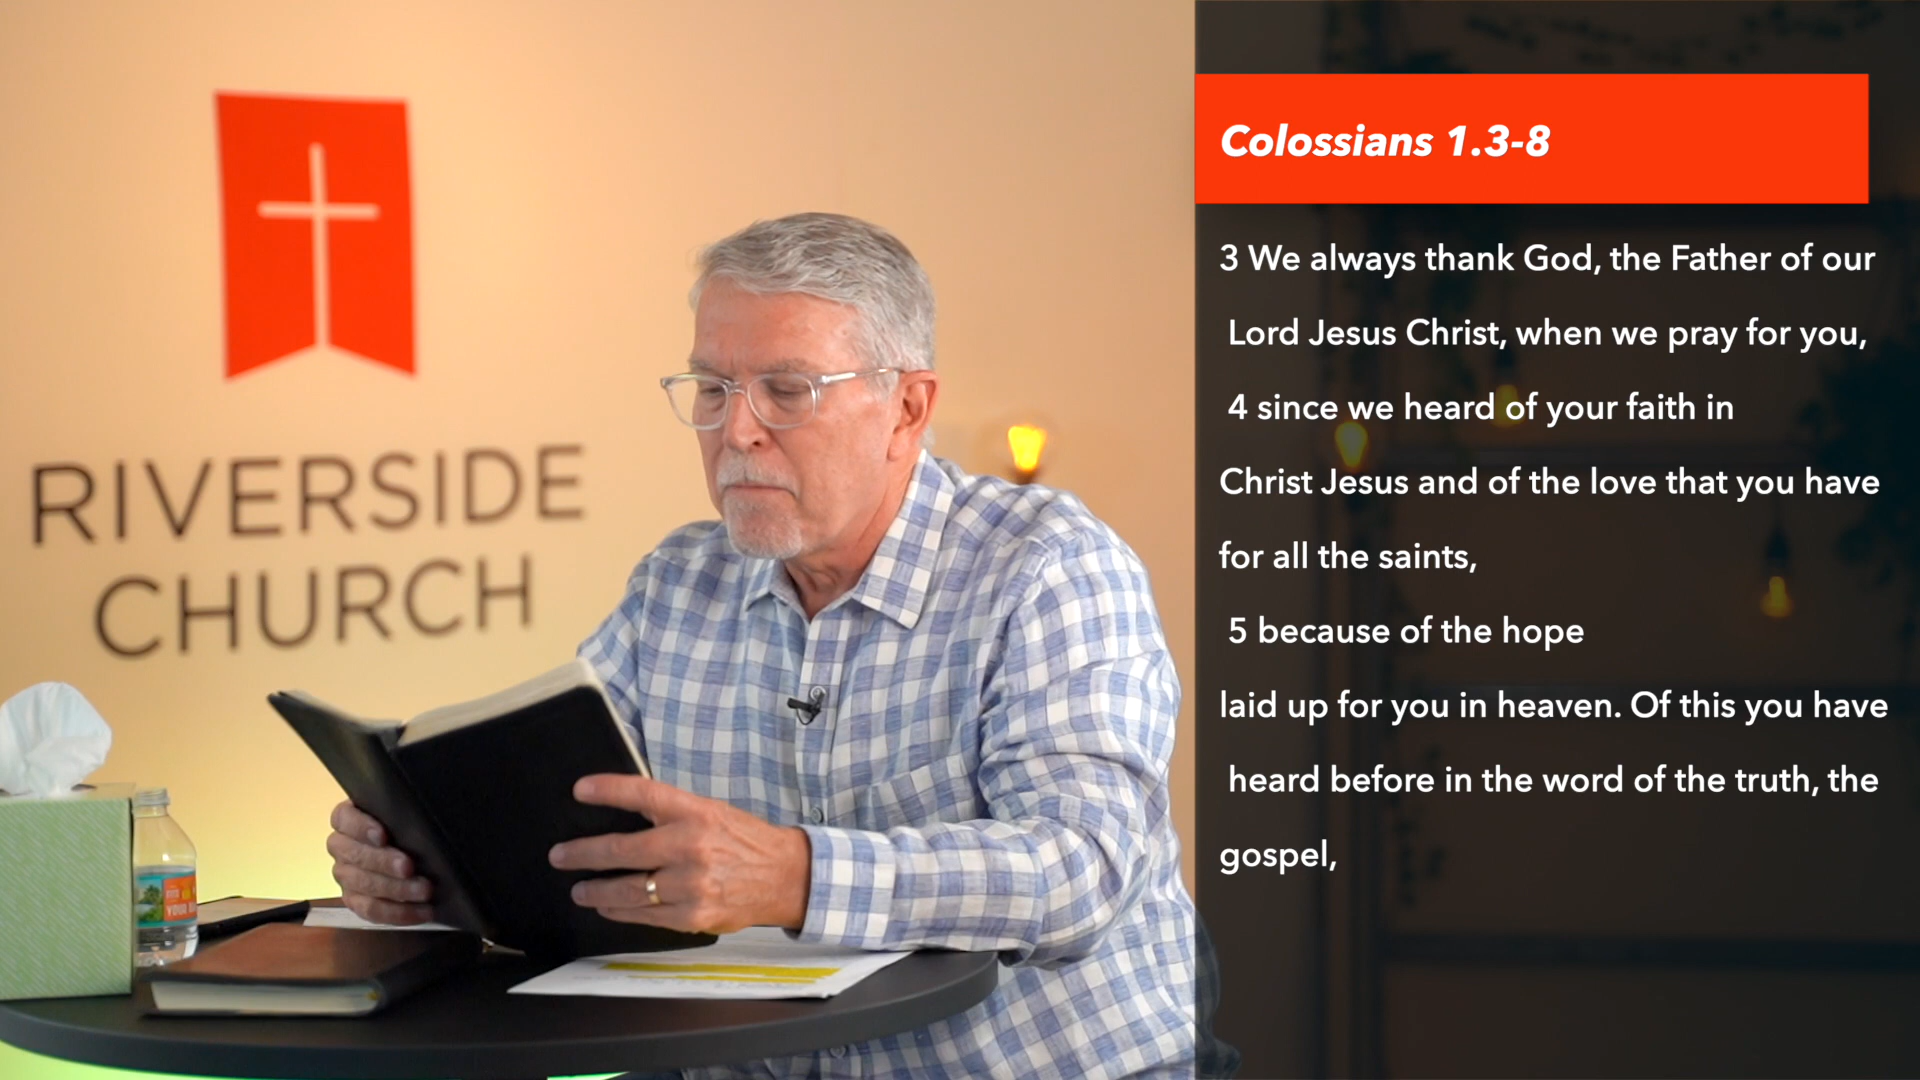 RIVERSIDE
CHURCH
Colossians 1.3-8
3 We always thank God, the Father of our
Lord Jesus Christ, when we pray for you,
4 since we heard of your faith in
Christ Jesus and of the love that you have
for all the saints,
5 because of the hope
laid up for you in heaven. Of this you have
heard before in the word of the truth, the
gospel,